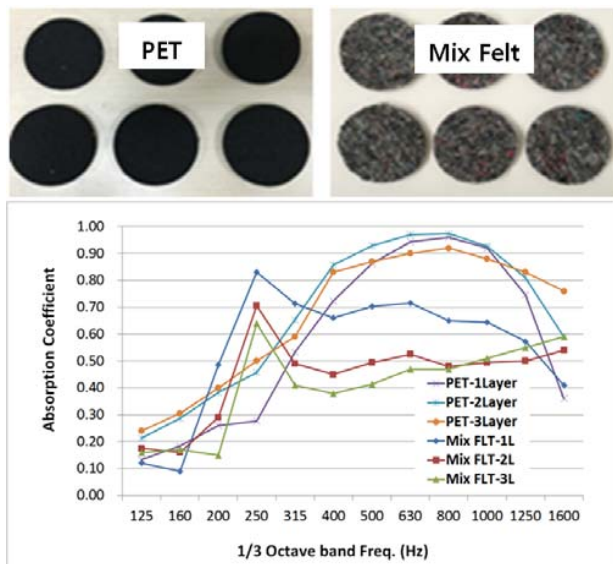 PET
Mix Felt
1.00
0.90
0.80
0.70
0.60
0.50
0.40
0.30
0.20
0.10
0.00
Absorption Coefficient
PET-1Layer
PET-2Layer
PET-3Layer
Mix FLT-1L
Mix FLT-2L
Mix FLT-3L
125 160 200 250 315 400 500 630 800 1000 1250 1600
1/3 Octave band Freq. (Hz)